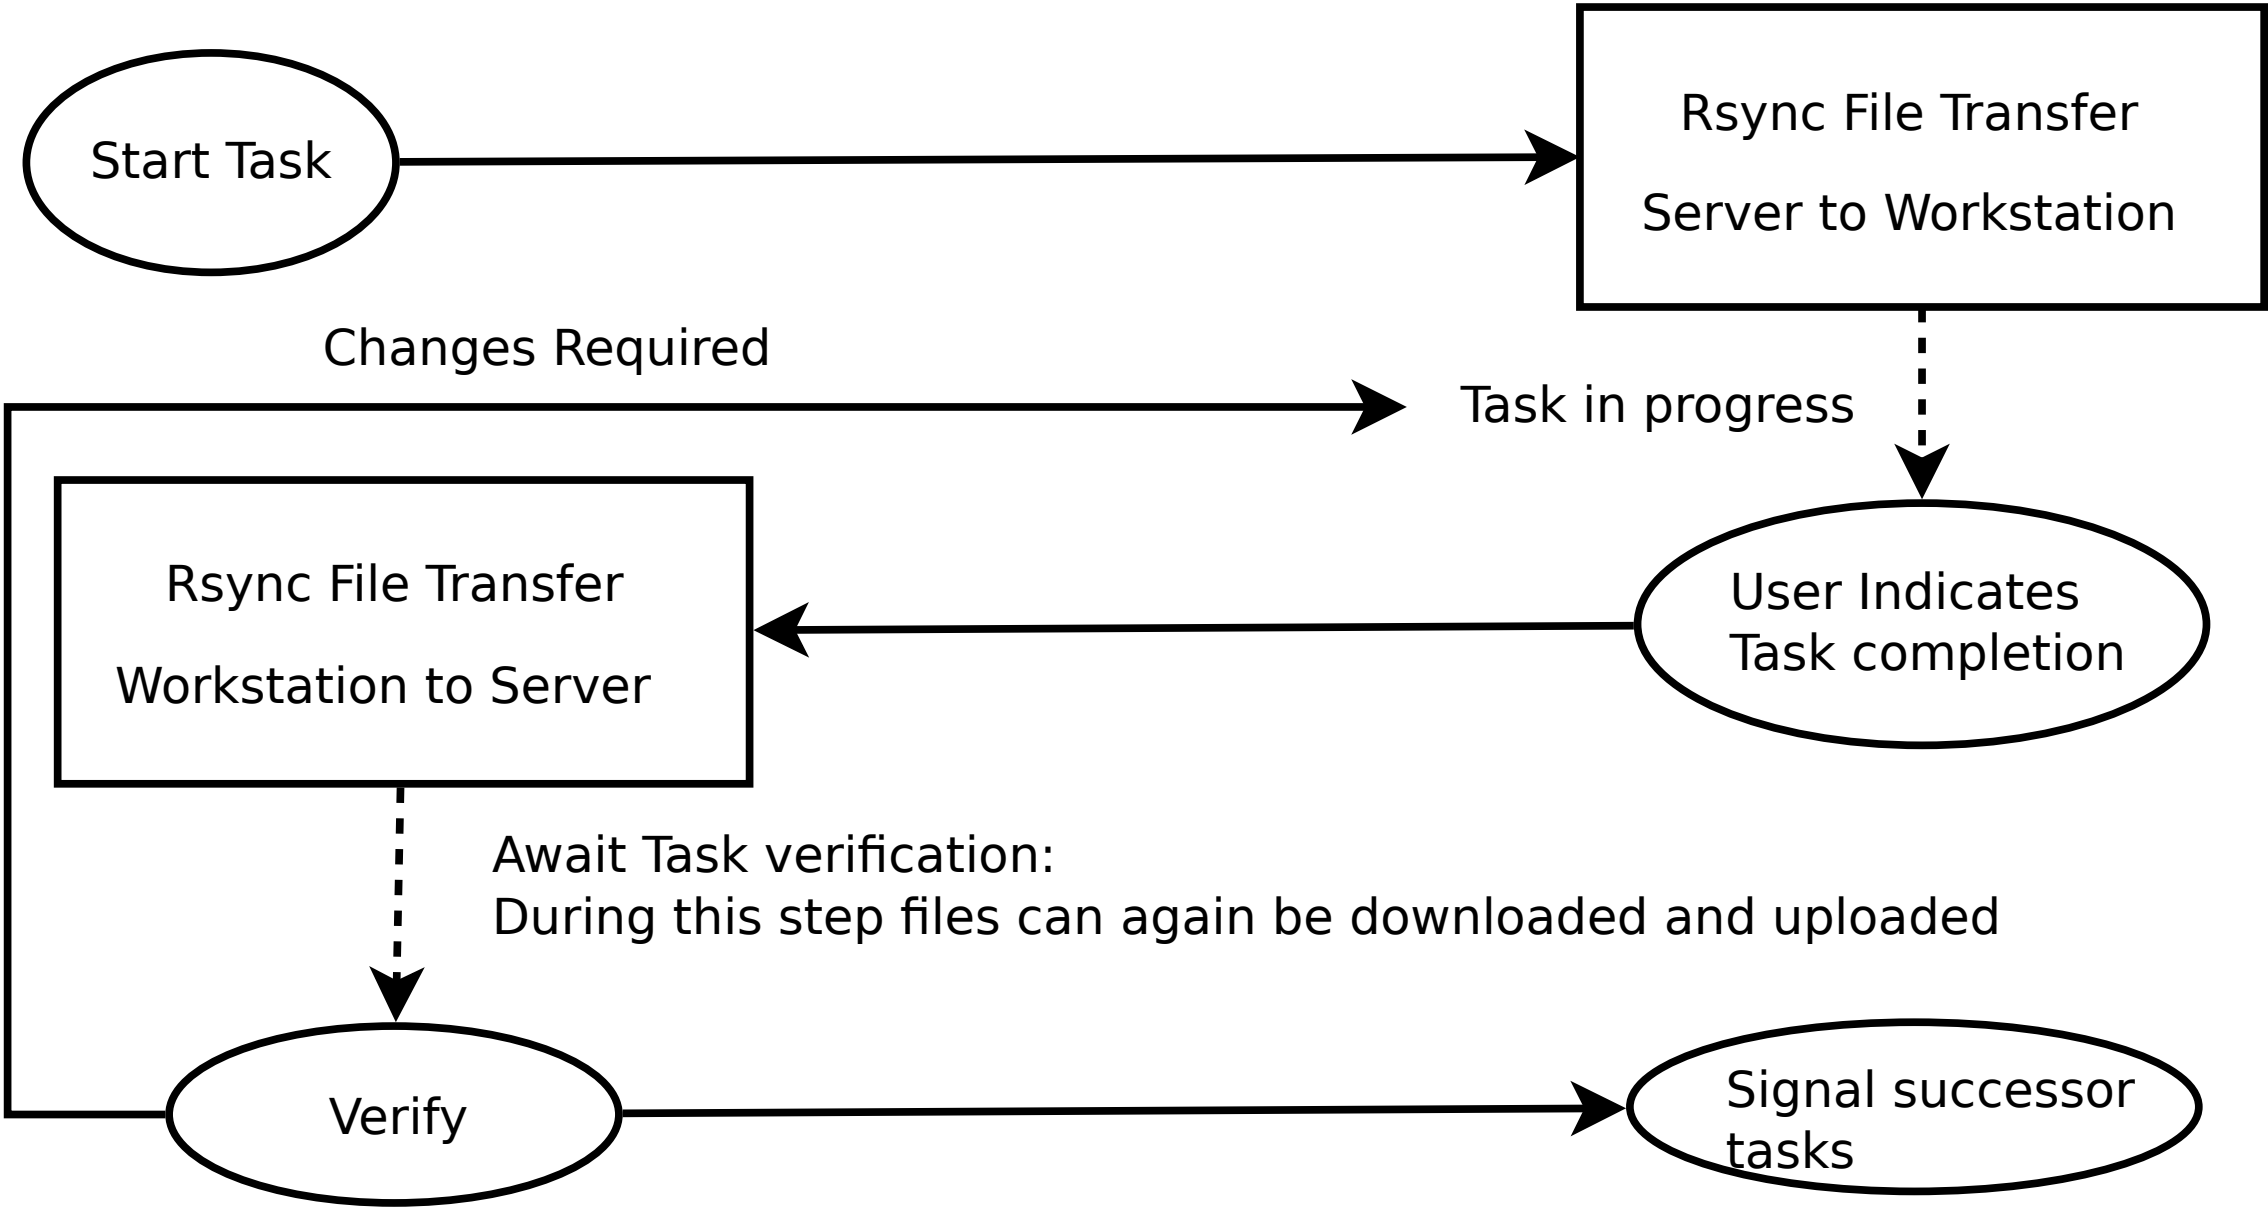 Start Task
Rsync File Transfer
Server to Workstation
Changes Required
Task in progress
Rsync File Transfer
Workstation to Server
User Indicates
Task completion
Await Task verification:
During this step files can again be downloaded and uploaded
Verify
Signal successor
tasks